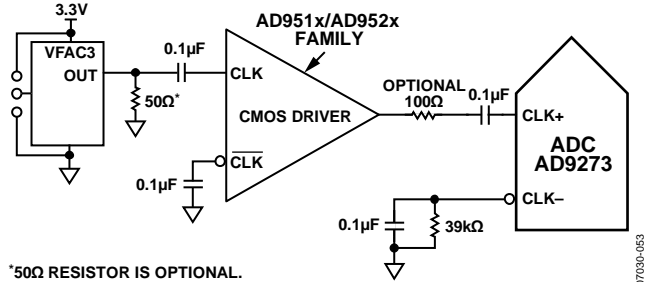 3.3V
VFAC3
OUT
50Ω*
0.1µF
AD951x/AD952x
FAMILY
CLK
CMOS DRIVER
CLK
0.1µF
OPTIONAL
100Ω
0.1µF
CLK+
ADC
AD9273
CLK–
0.1µF
39kΩ
*50Ω RESISTOR IS OPTIONAL.
07030-053